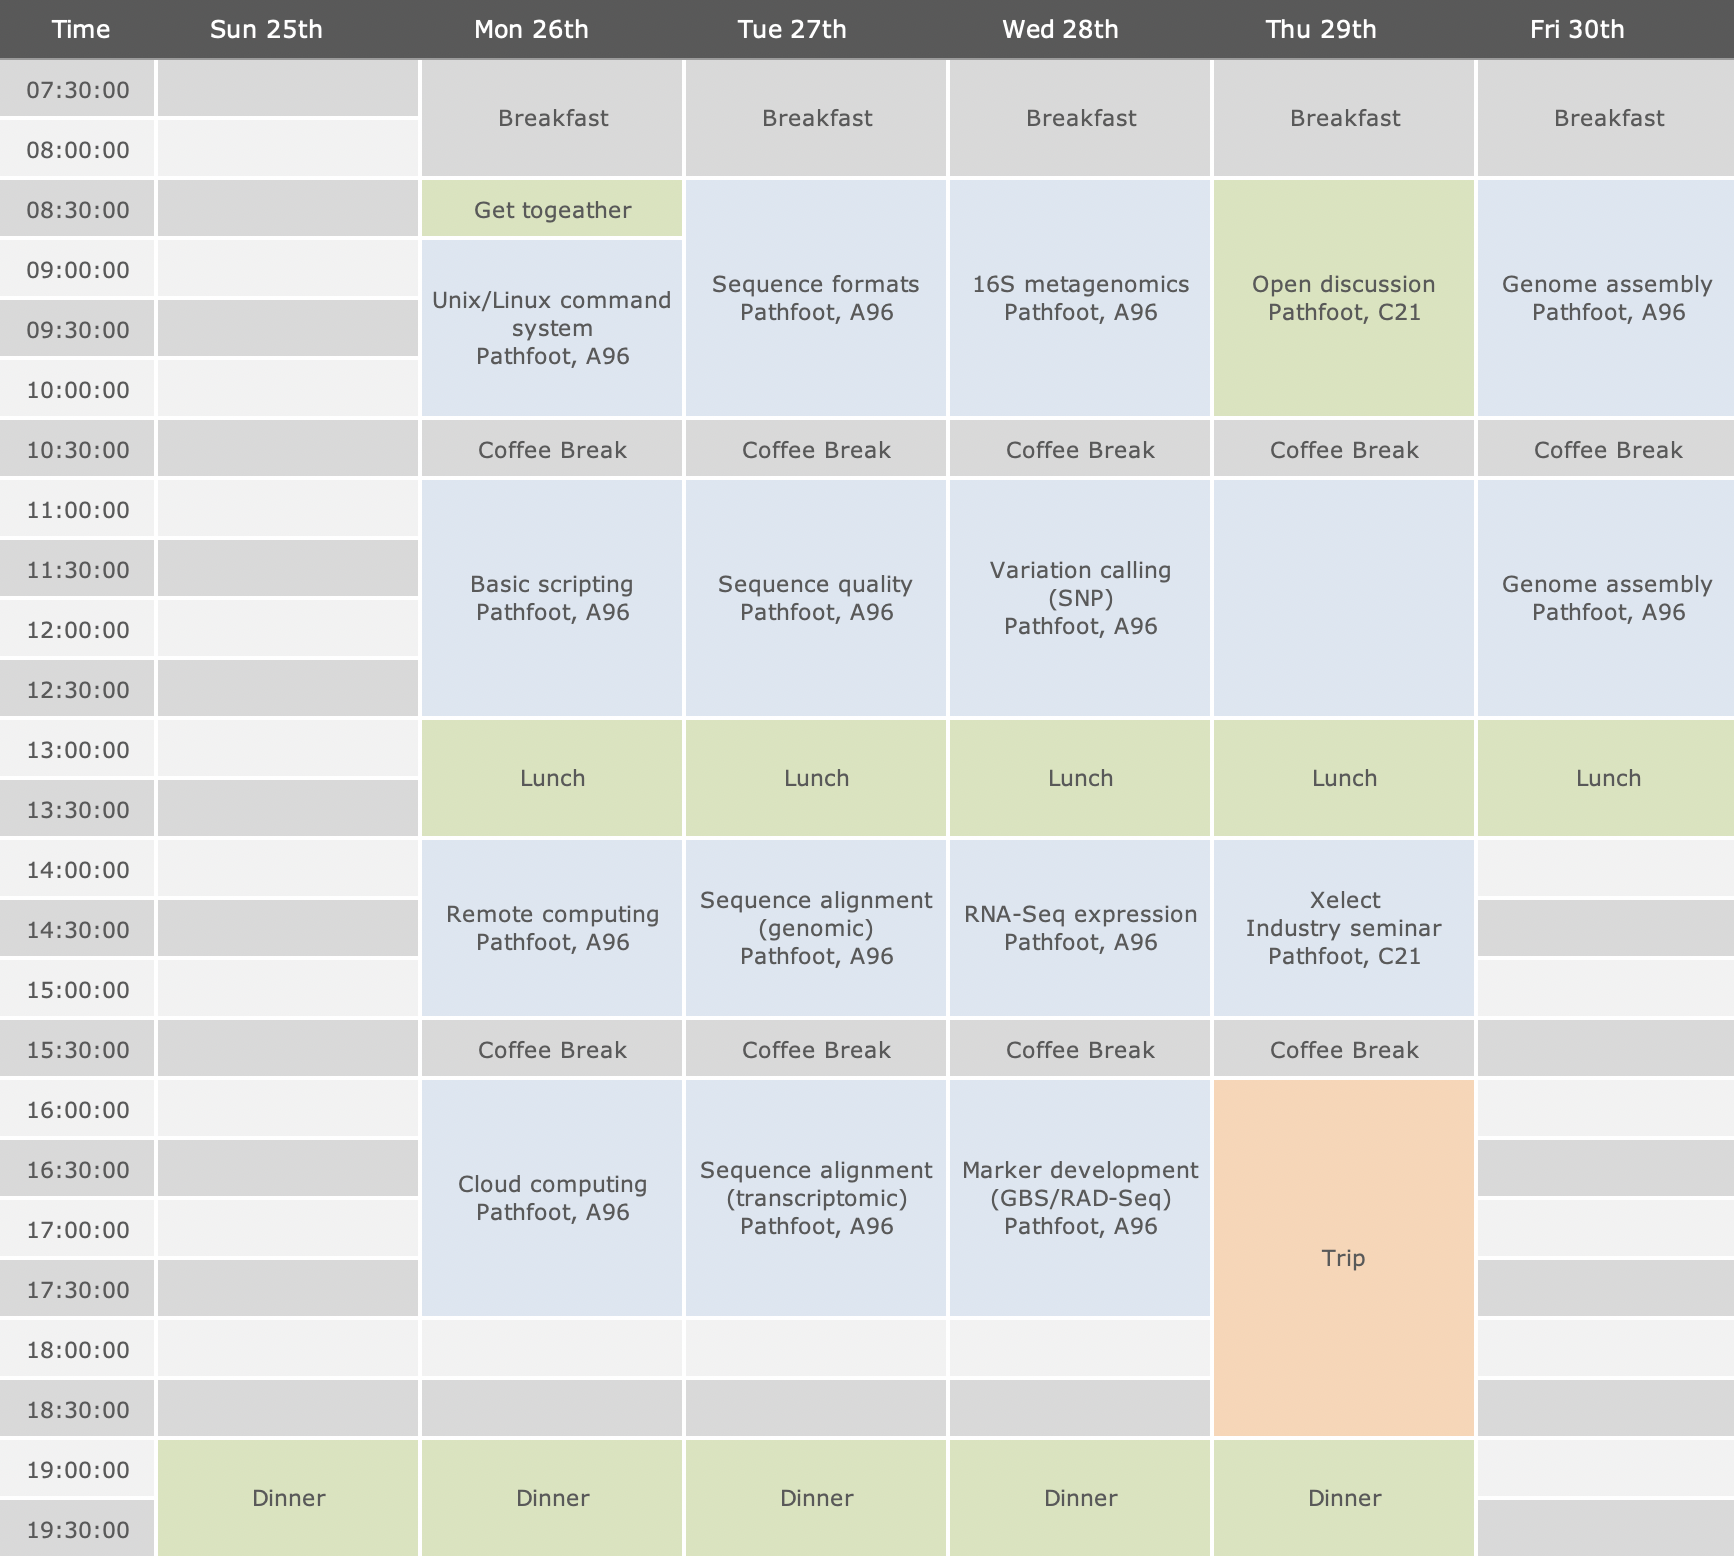 Time Sun 25th Mon 26th Tue 27th Wed 28th Thu 29th Fri 30th
07:30:00
Breakfast Breakfast Breakfast Breakfast Breakfast
08:00:00
08:30:00 Get togeather
09:00:00
Sequence formats 16S metagenomics Open discussion Genome assembly
Unix/Linux command
Pathfoot, A96 Pathfoot, A96 Pathfoot, C21 Pathfoot, A96
09:30:00 system
Pathfoot, A96
10:00:00
10:30:00 Coffee Break Coffee Break Coffee Break Coffee Break Coffee Break
11:00:00
11:30:00 Variation calling
Basic scripting Sequence quality Genome assembly
(SNP)
Pathfoot, A96 Pathfoot, A96 Pathfoot, A96
12:00:00 Pathfoot, A96
12:30:00
13:00:00
Lunch Lunch Lunch Lunch Lunch
13:30:00
14:00:00
Sequence alignment Xelect
Remote computing RNA-Seq expression
14:30:00 (genomic) Industry seminar
Pathfoot, A96 Pathfoot, A96
Pathfoot, A96 Pathfoot, C21
15:00:00
15:30:00 Coffee Break Coffee Break Coffee Break Coffee Break
16:00:00
16:30:00 Sequence alignment Marker development
Cloud computing
(transcriptomic) (GBS/RAD-Seq)
Pathfoot, A96
17:00:00 Pathfoot, A96 Pathfoot, A96
Trip
17:30:00
18:00:00
18:30:00
19:00:00
Dinner Dinner Dinner Dinner Dinner
19:30:00